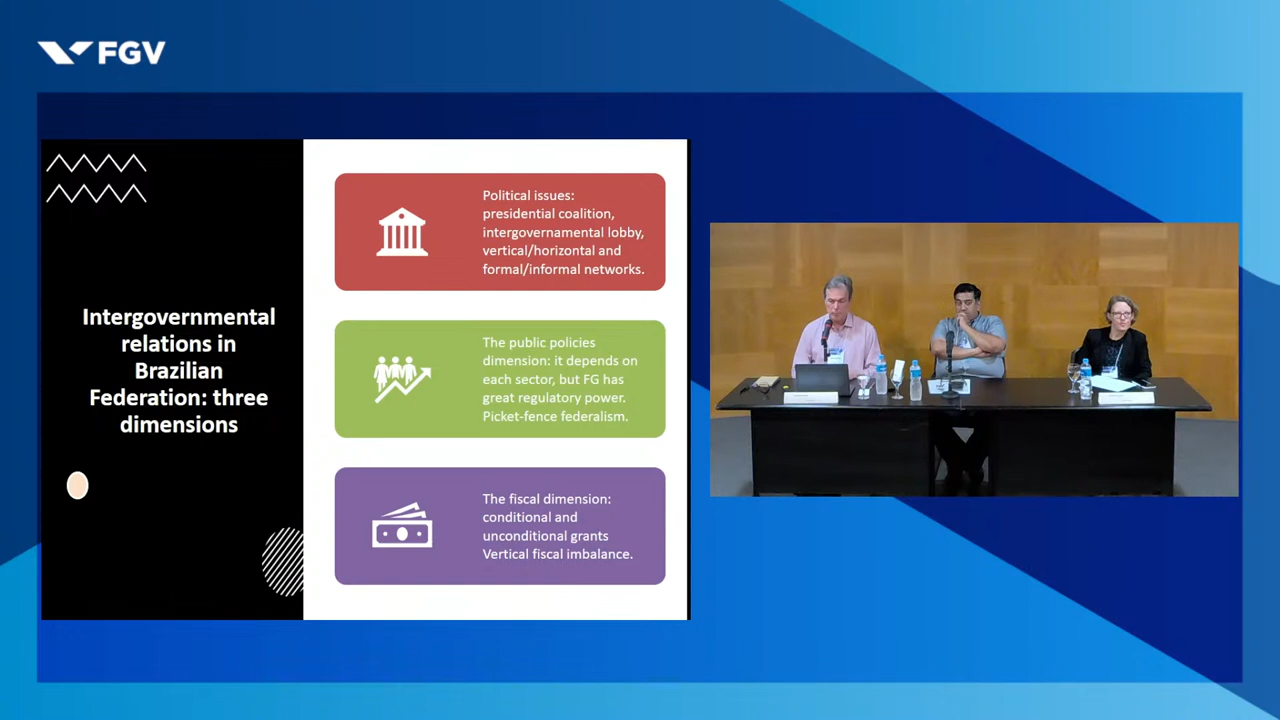 FGV
Intergovernmental
relations in
Brazilian
Federation: three
dimensions
Political issues:
presidential coalition,
intergovernamental lobby,
vertical/horizontal and
formal/informal networks.
The public policies
dimension: it depends on
each sector, but FG has
great regulatory power.
Picket-fence federalism.
The fiscal dimension:
conditional and
unconditional grants
Vertical fiscal imbalance.